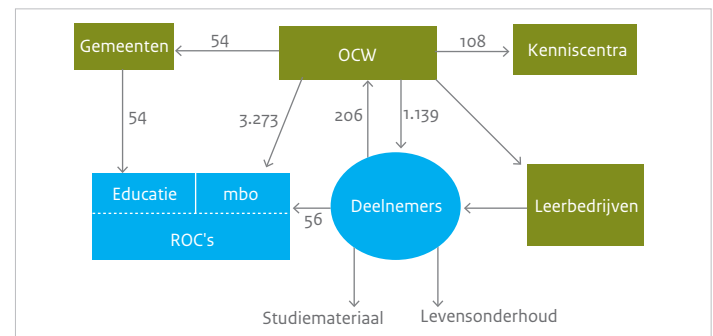 Gemeenten
54
OCW
108
Kenniscentra
54
3.273
206
1.139
Educatie
mbo
Deelnemers
Leerbedrijven
56
ROC's
Studiemateriaal
Levensonderhoud